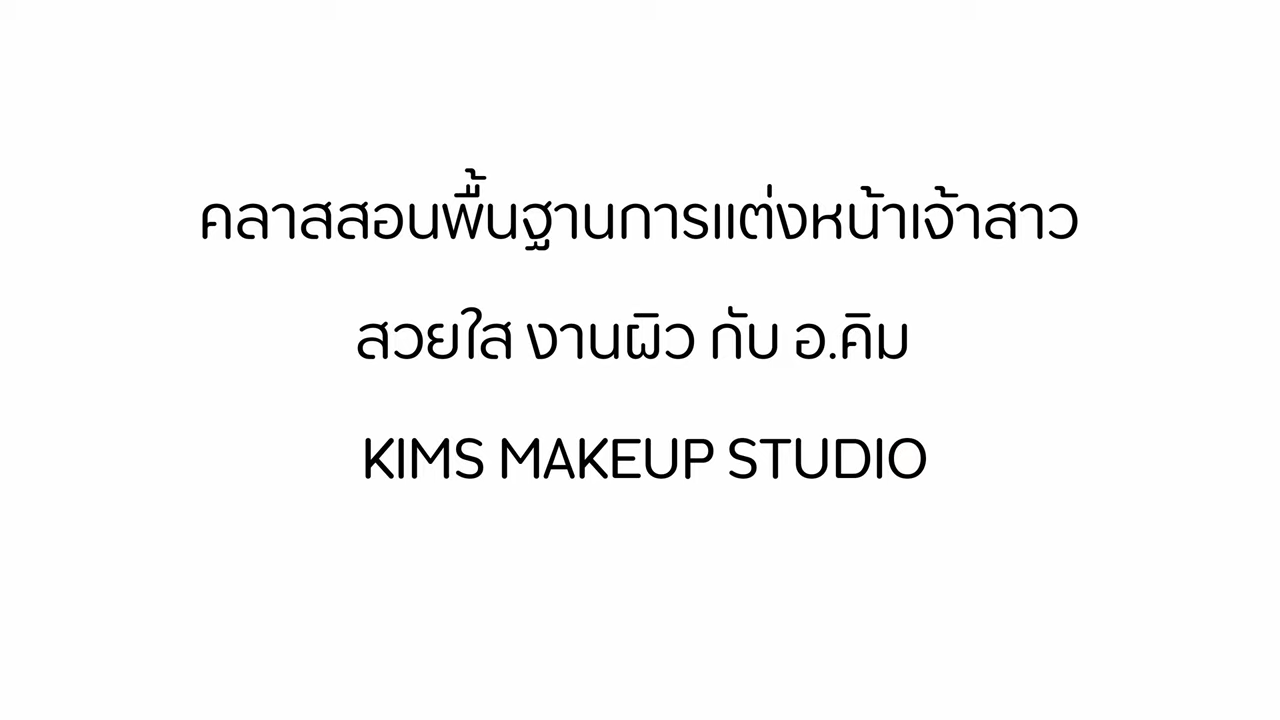 คลาสสอนพื้นฐานการแต่งหน้าเจ้าสาว
สวยใส งานผิว กับ อ.คิม
KIMS MAKEUP STUDIO